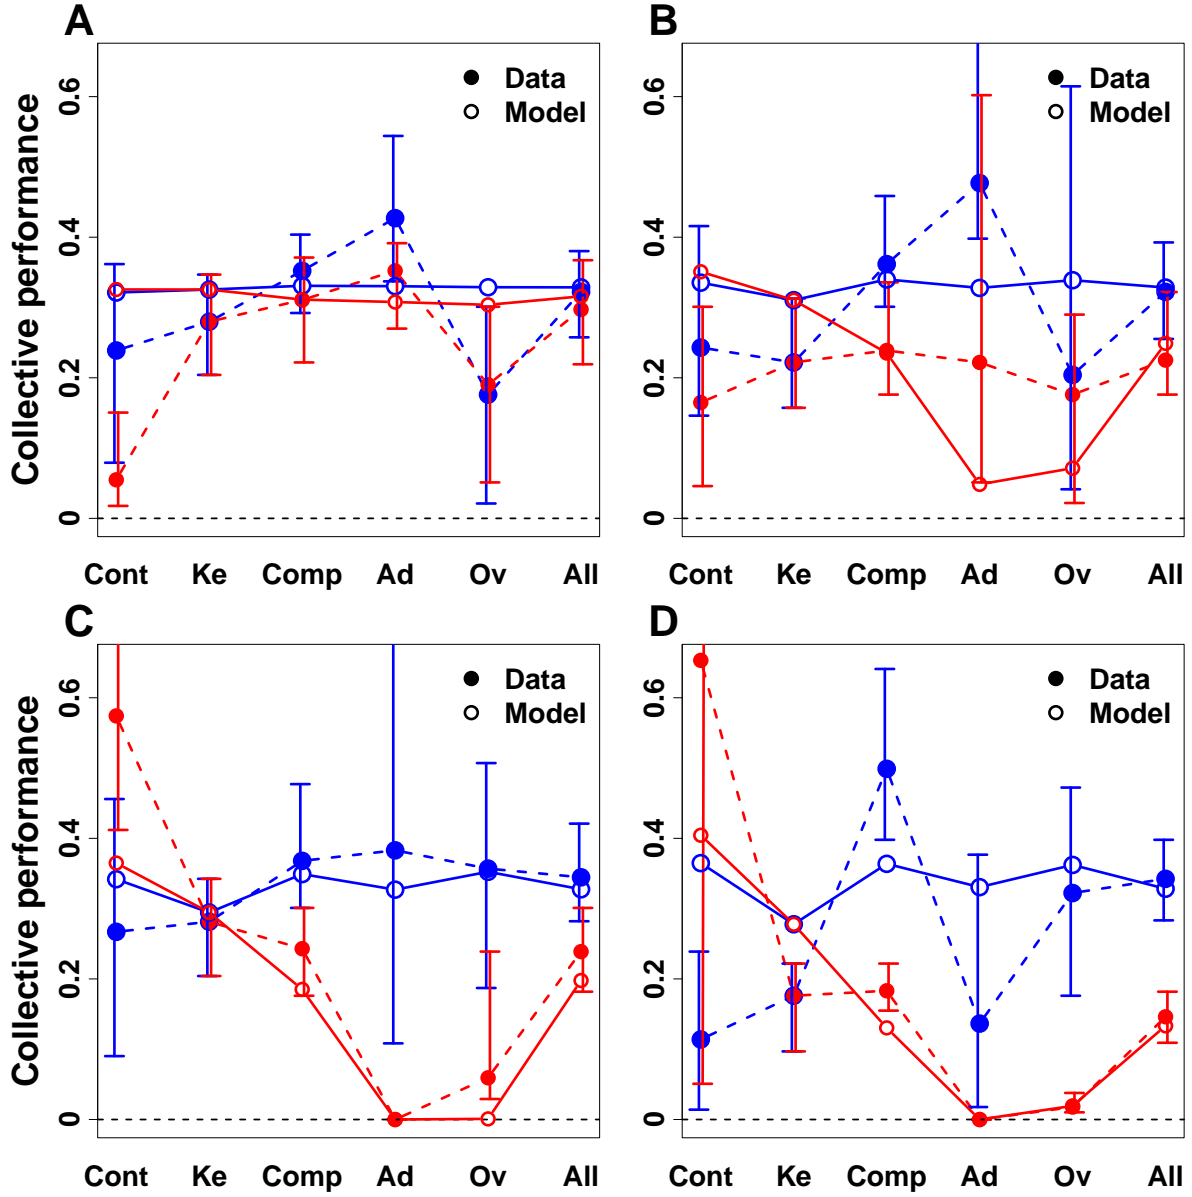 A
Collective performance
0.6
0.4
0.2
0
Data
Model
Cont Ke Comp Ad Ov All
B
0.6
0.4
0.2
0
Data
Model
Cont Ke Comp Ad Ov All
C
Collective performance
0.6
0.4
0.2
0
Data
Model
Cont Ke Comp Ad Ov All
D
0.6
0.4
0.2
0
Data
Model
Cont Ke Comp Ad Ov All